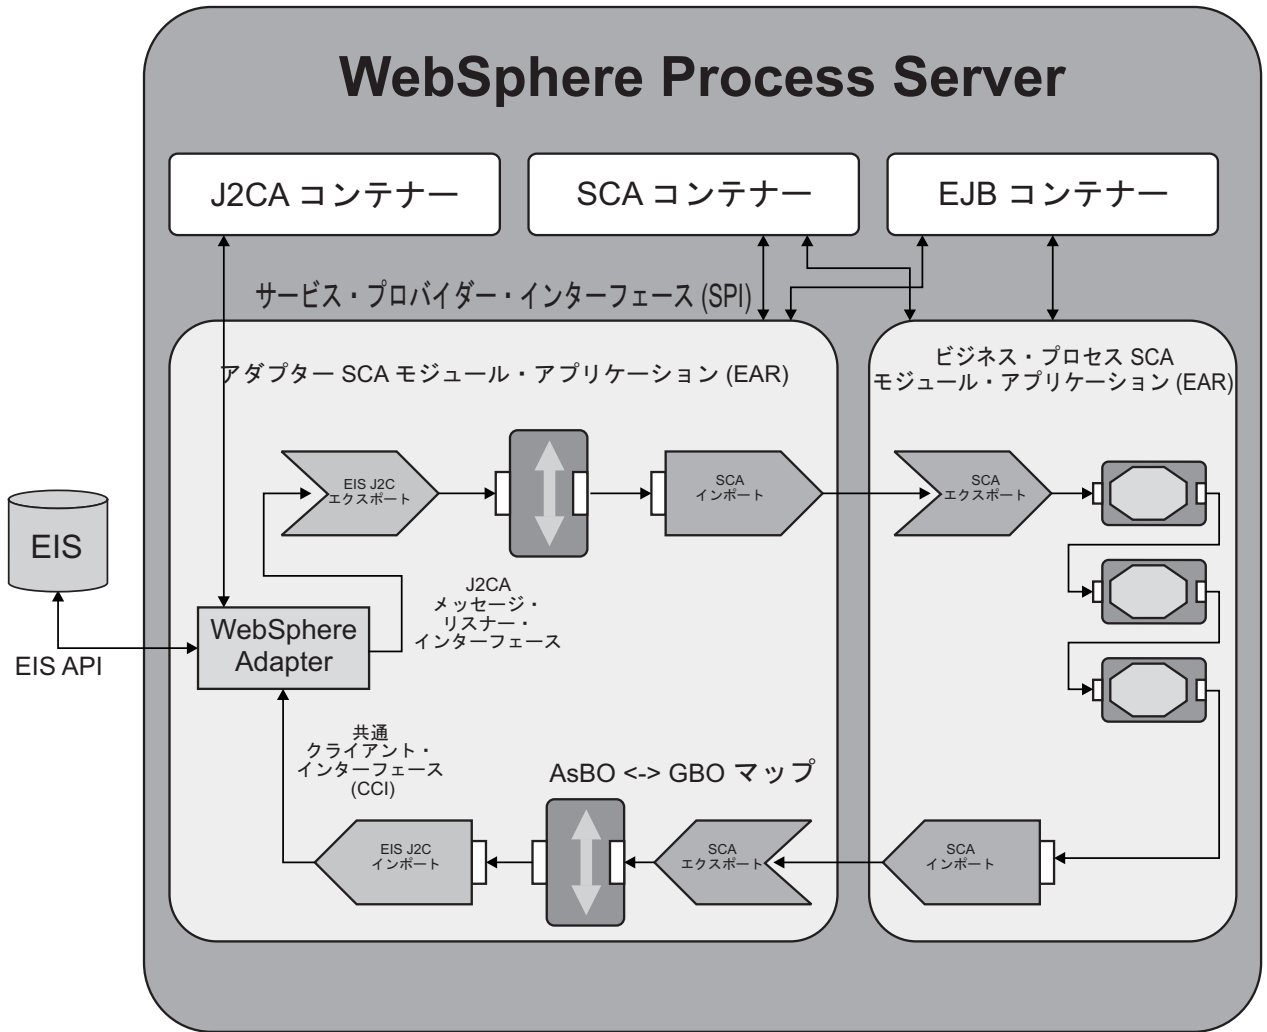 WebSphere Process Server
J2CA コンテナー
SCA コンテナー
EJB コンテナー
サービス・プロバイダー・インターフェース (SPI)
アダプター SCA モジュール・アプリケーション (EAR)
ビジネス・プロセス SCA
モジュール・アプリケーション (EAR)
EIS J2C
エクスポート
SCA
インポート
SCA
エクスポート
EIS
J2CA
メッセージ・
リスナー・
インターフェース
WebSphere
Adapter
EIS API
共通
クライアント・
インターフェース
(CCI)
AsBO <-> GBO マップ
EIS J2C
インポート
SCA
エクスポート
SCA
インポート